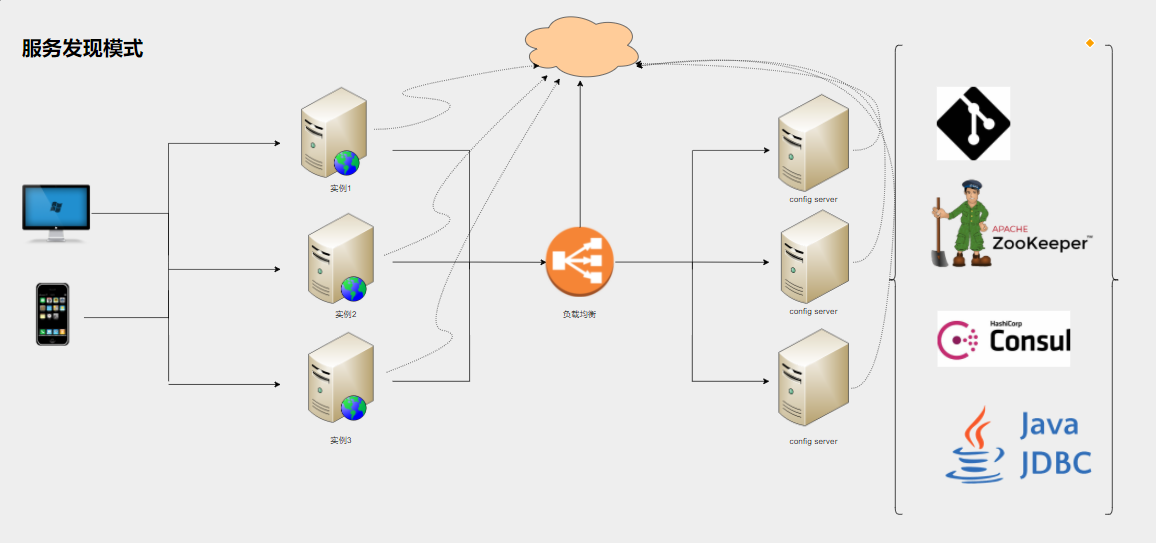 服务发现模式
实例1
实例2
实例3
负载均衡
config server
config server
config server
APACHE
ZooKeeper™
HashiCorp
Consul
Java
JDBC